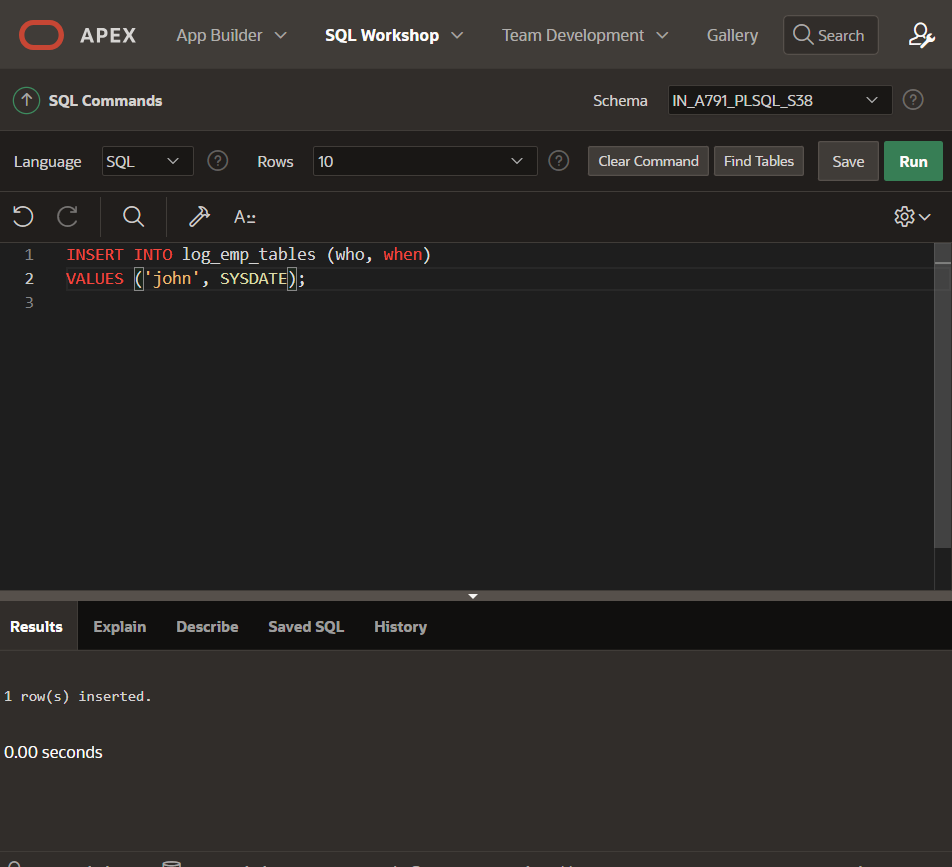 APEX App Builder SQL Workshop Team Development Gallery Search
SQL Commands Schema IN_A791_PLSQL_S38 ?
Language SQL ? Rows 10 ? Clear Command Find Tables Save Run
A::
1 INSERT INTO log_emp_tables (who, when)
2 VALUES ('john', SYSDATE);
3
Results Explain Describe Saved SQL History
1 row(s) inserted.
0.00 seconds